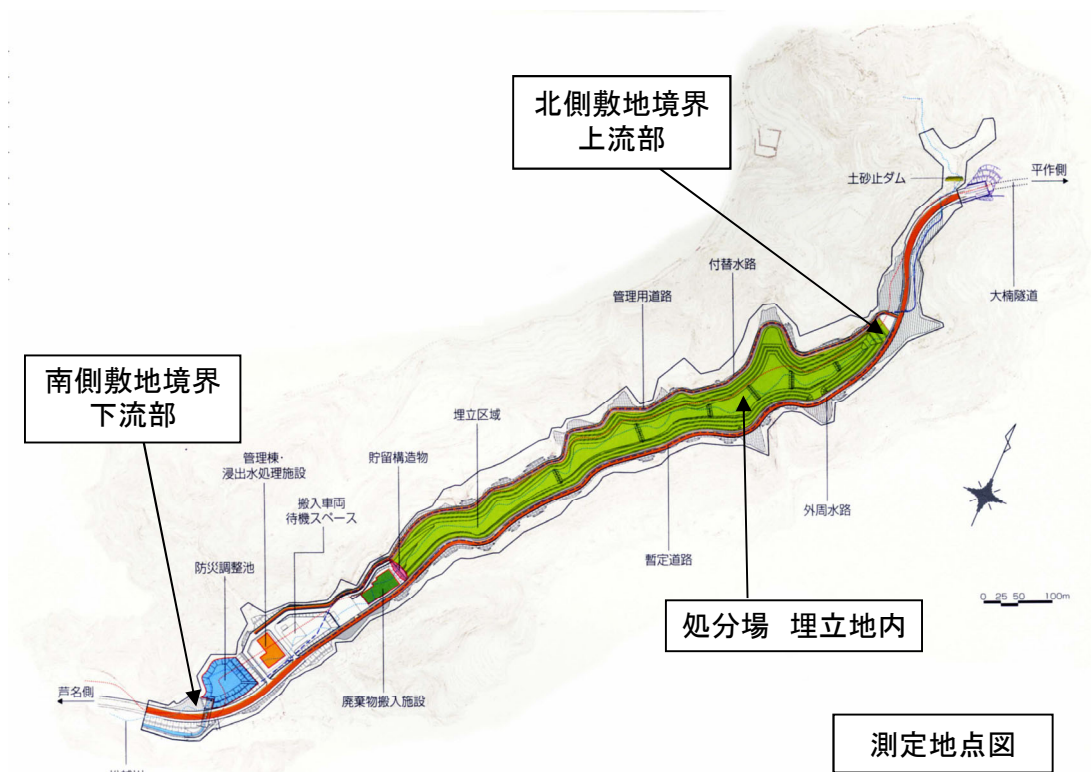 北側敷地境界
上流部
土砂止ダム
平作側
大楠隧道
付替水路
管理用道路
南側敷地境界
下流部
埋立区域
貯留構造物
管理棟・
浸出水処理施設
搬入車両
待機スペース
防災調整池
外周水路
暫定道路
0 25 50 100m
処分場 埋立地内
芦名側
廃棄物搬入施設
測定地点図